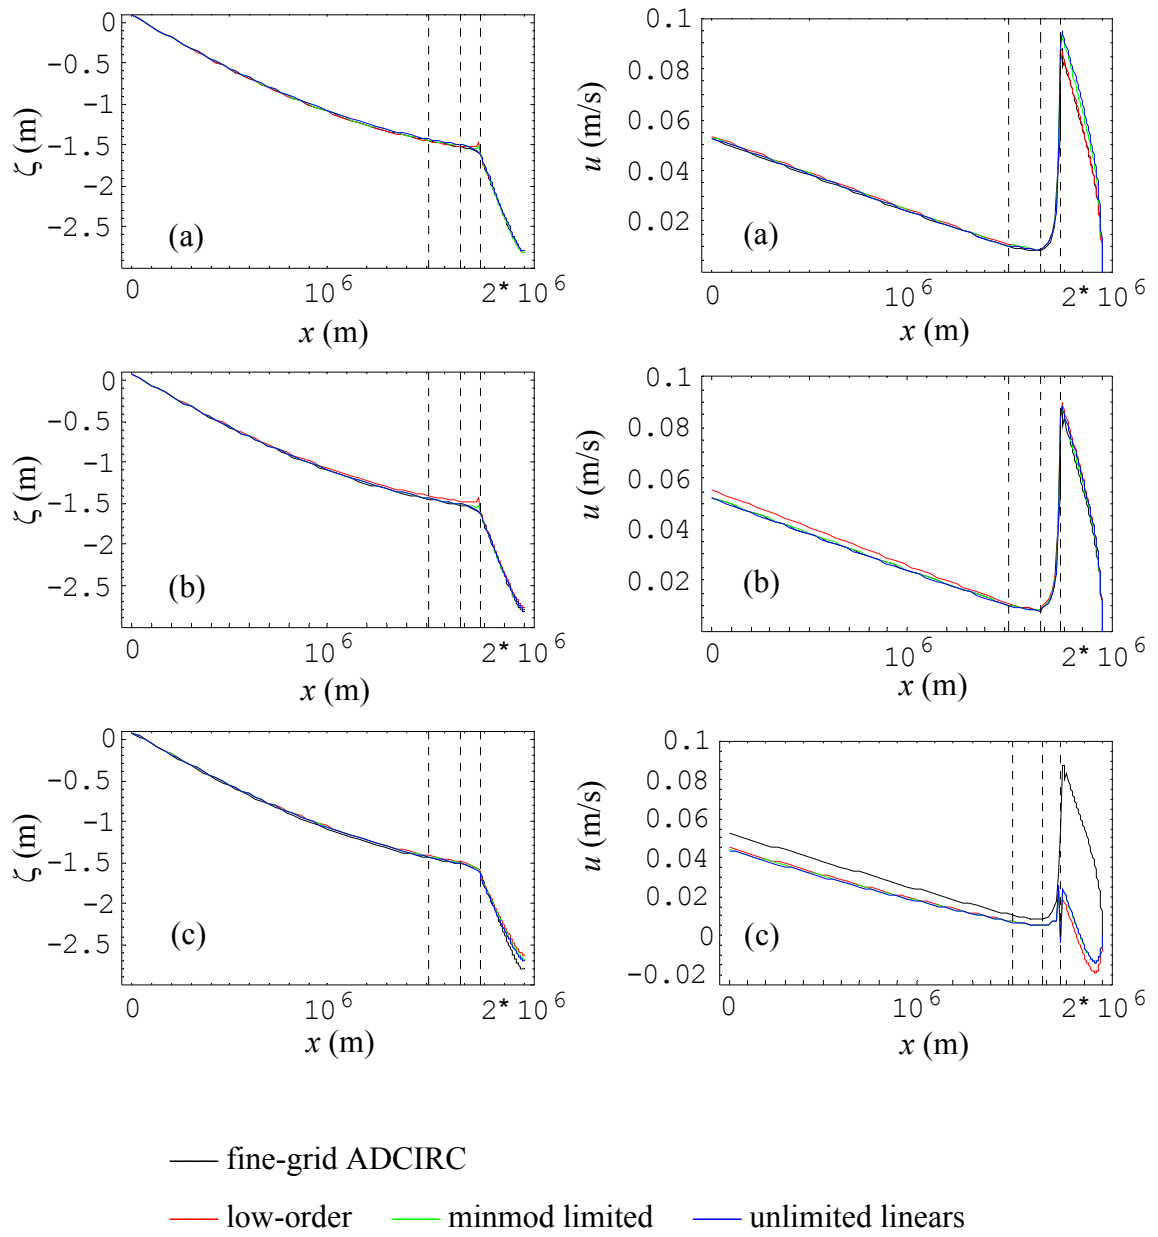 0
-0.5
-1
-1.5
-2
-2.5
ζ (m)
(a)
0
10^6
2*10^6
x (m)
0.1
0.08
0.06
0.04
0.02
u (m/s)
(a)
0
10^6
2*10^6
x (m)
0
-0.5
-1
-1.5
-2
-2.5
ζ (m)
(b)
0
10^6
2*10^6
x (m)
0.1
0.08
0.06
0.04
0.02
u (m/s)
(b)
0
10^6
2*10^6
x (m)
0
-0.5
-1
-1.5
-2
-2.5
ζ (m)
(c)
0
10^6
2*10^6
x (m)
0.1
0.08
0.06
0.04
0.02
0
-0.02
u (m/s)
(c)
0
10^6
2*10^6
x (m)
fine-grid ADCIRC
low-order minmod limited unlimited linears